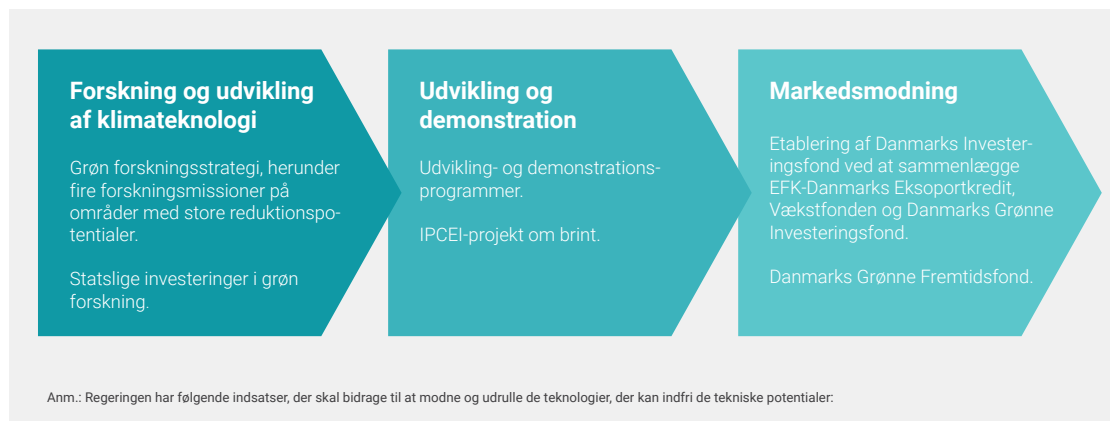 Forskning og udvikling
af klimateknologi
Grøn forskningsstrategi, herunder
fire forskningsmissioner på
områder med store reduktionspo-
tentialer.
Statslige investeringer i grøn
forskning.
Udvikling og
demonstration
Udvikling- og demonstrations-
programmer.
IPCEI-projekt om brint.
Markedsmodning
Etablering af Danmarks Invester-
ingsfond ved at sammenlægge
EFK-Danmarks Eksoportkredit,
Vækstfonden og Danmarks Grønne
Investeringsfond.
Danmarks Grønne Fremtidsfond.
Anm.: Regeringen har følgende indsatser, der skal bidrage til at modne og udrulle de teknologier, der kan indfri de tekniske potentialer: